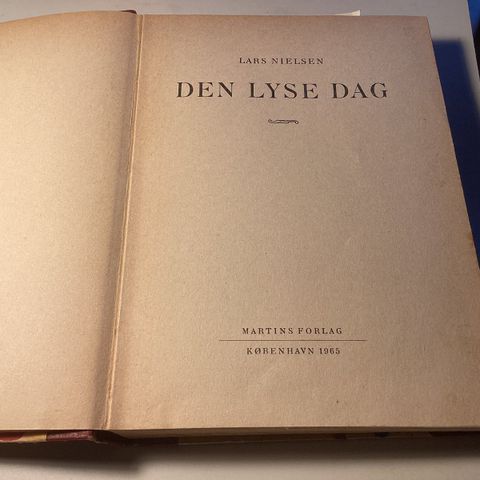 LARS NIELSEN
DEN LYSE DAG
MARTINS FORLAG
KØBENHAVN 1965